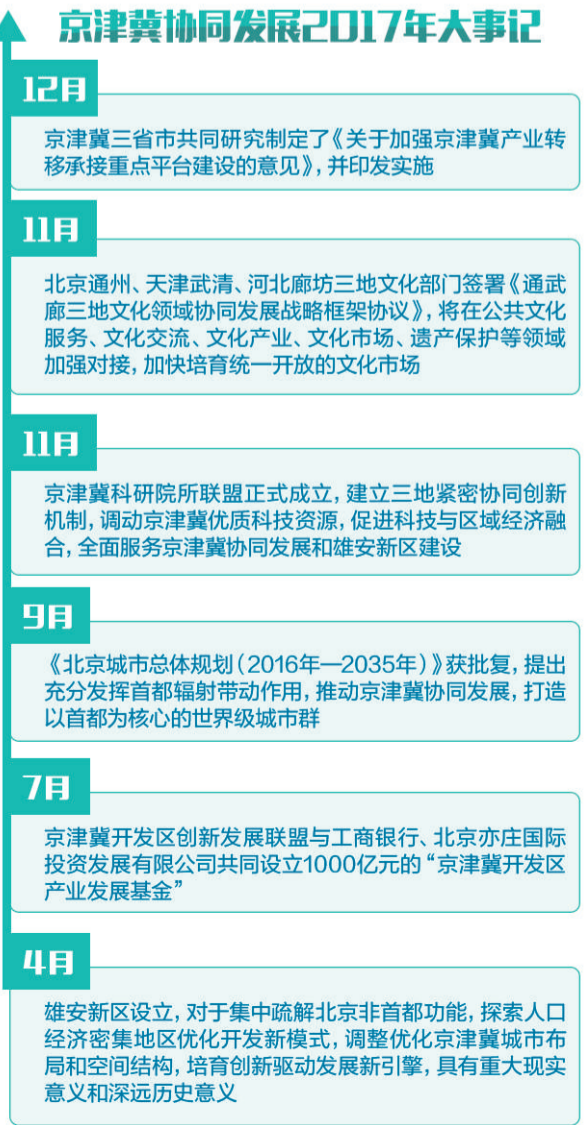 京津冀协同发展2017年大事记
12月
京津冀三省市共同研究制定了《关于加强京津冀产业转
移承接重点平台建设的意见》，并印发实施
11月
北京通州、天津武清、河北廊坊三地文化部门签署《通武
廊三地文化领域协同发展战略框架协议》，将在公共文化
服务、文化交流、文化产业、文化市场、遗产保护等领域
加强对接，加快培育统一开放的文化市场
11月
京津冀科研院所联盟正式成立，建立三地紧密协同创新
机制，调动京津冀优质科技资源，促进科技与区域经济融
合，全面服务京津冀协同发展和雄安新区建设
9月
《北京城市总体规划（2016年—2035年）》获批复，提出
充分发挥首都辐射带动作用，推动京津冀协同发展，打造
以首都为核心的世界级城市群
7月
京津冀开发区创新发展联盟与工商银行、北京亦庄国际
投资发展有限公司共同设立1000亿元的“京津冀开发区
产业发展基金”
4月
雄安新区设立，对于集中疏解北京非首都功能，探索人口
经济密集地区优化开发新模式，调整优化京津冀城市布
局和空间结构，培育创新驱动发展新引擎，具有重大现实
意义和深远历史意义